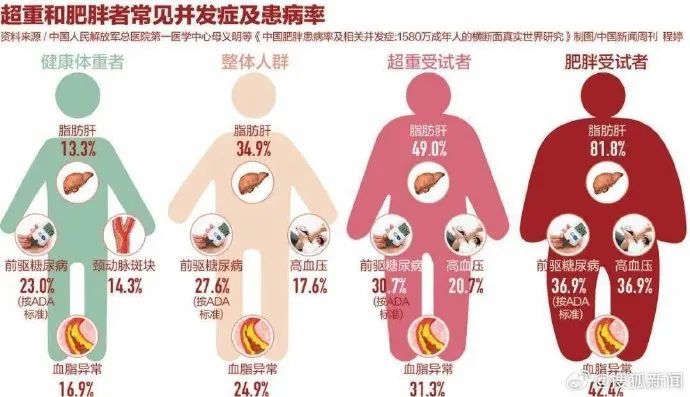 超重和肥胖者常见并发症及患病率
资料来源/中国人民解放军总医院第一医学中心母义明等《中国肥胖患病率及相关并发症:1580万成年人的横断面真实世界研究》制图/中国新闻周刊 程婷
健康体重者
脂肪肝
13.3%
前驱糖尿病
23.0%
(按ADA
标准)
颈动脉斑块
14.3%
血脂异常
16.9%
整体人群
脂肪肝
34.9%
前驱糖尿病
27.6%
(按ADA
标准)
高血压
17.6%
血脂异常
24.9%
超重受试者
脂肪肝
49.0%
前驱糖尿病
30.7%
(按ADA
标准)
高血压
20.7%
血脂异常
31.3%
肥胖受试者
脂肪肝
81.8%
前驱糖尿病
36.9%
(按ADA
标准)
高血压
36.9%
血脂异常
42.4%
@搜狐新闻